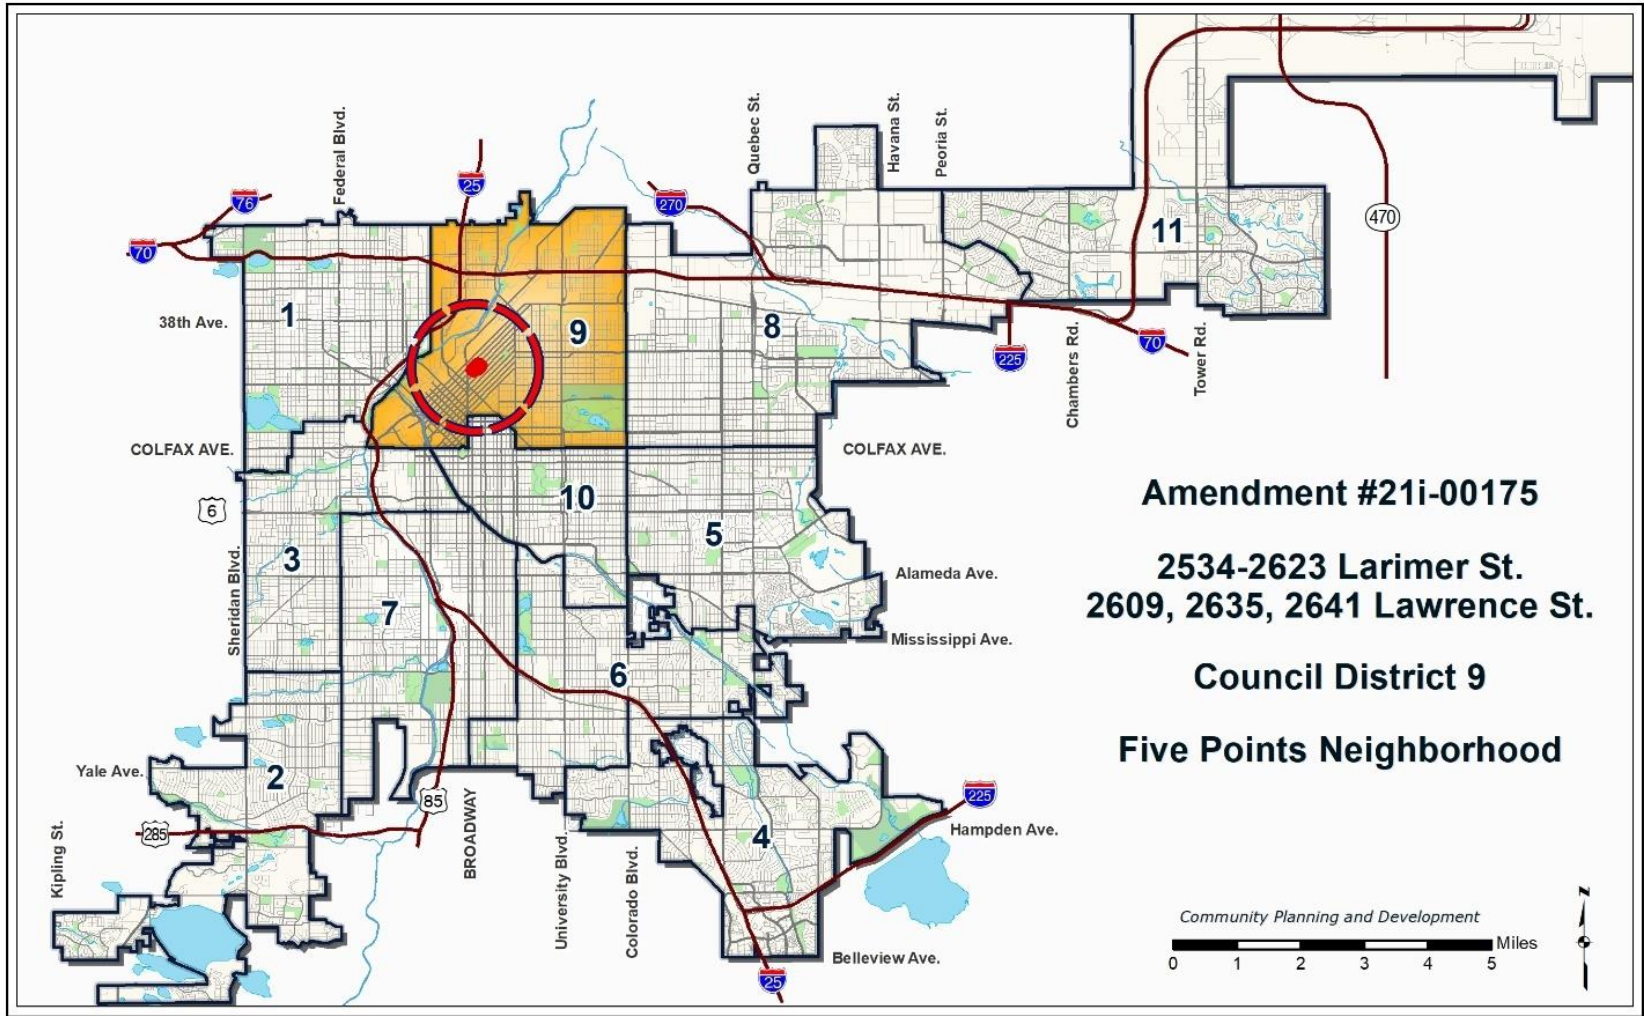 Federal Blvd.
Quebec St.
Havana St.
Peoria St.
25
76
270
70
470
11
1
9
8
38th Ave.
225
70
Chambers Rd.
Tower Rd.
COLFAX AVE.
COLFAX AVE.
6
10
5
3
Sheridan Blvd.
7
Alameda Ave.
Mississippi Ave.
6
Yale Ave.
2
85
285
BROADWAY
Kipling St.
University Blvd.
Colorado Blvd.
4
225
Hampden Ave.
Belleview Ave.
25
Amendment #21i-00175
2534-2623 Larimer St.
2609, 2635, 2641 Lawrence St.
Council District 9
Five Points Neighborhood
Community Planning and Development
Miles
0 1 2 3 4 5
N